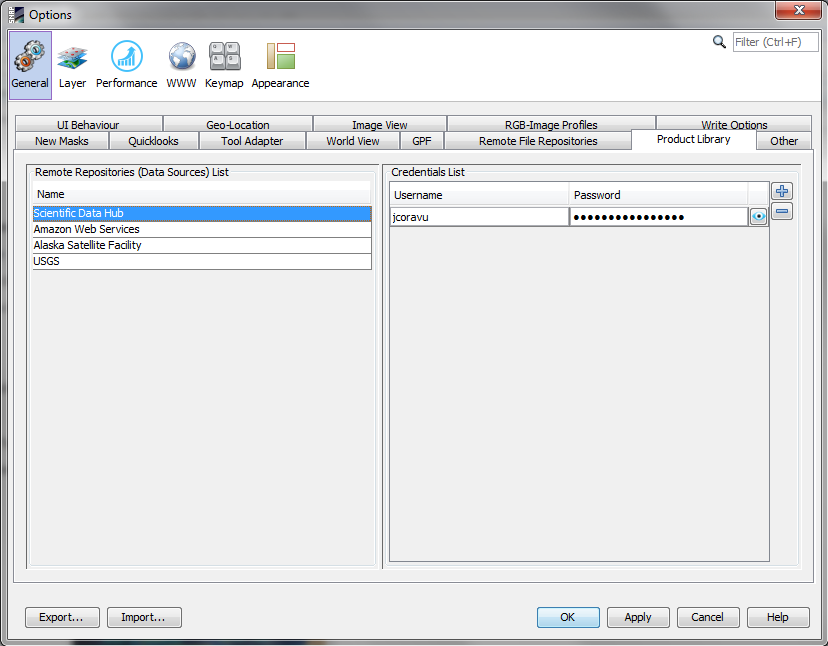 SNAP
Options
General Layer Performance WWW Keymap Appearance
Filter (Ctrl+F)
UI Behaviour Geo-Location Image View RGB-Image Profiles Write Options
New Masks Quicklooks Tool Adapter World View GPF Remote File Repositories Product Library Other
Remote Repositories (Data Sources) List
Name
Scientific Data Hub
Amazon Web Services
Alaska Satellite Facility
USGS
Credentials List
Username Password
jcoravu ●●●●●●●●●●●●●●●●
Export... Import... OK Apply Cancel Help